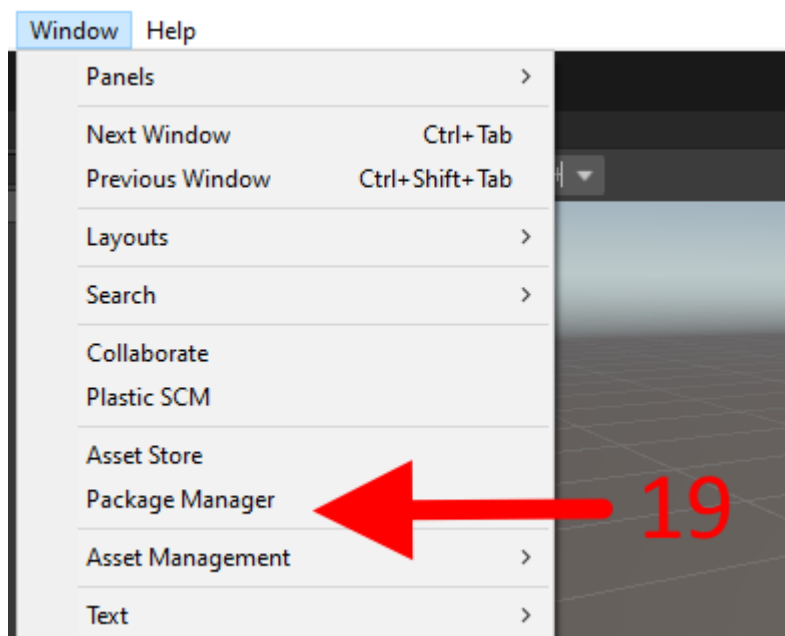 Window Help
Panels
Next Window Ctrl+Tab
Previous Window Ctrl+Shift+Tab
Layouts
Search
Collaborate
Plastic SCM
Asset Store
Package Manager
19
Asset Management
Text